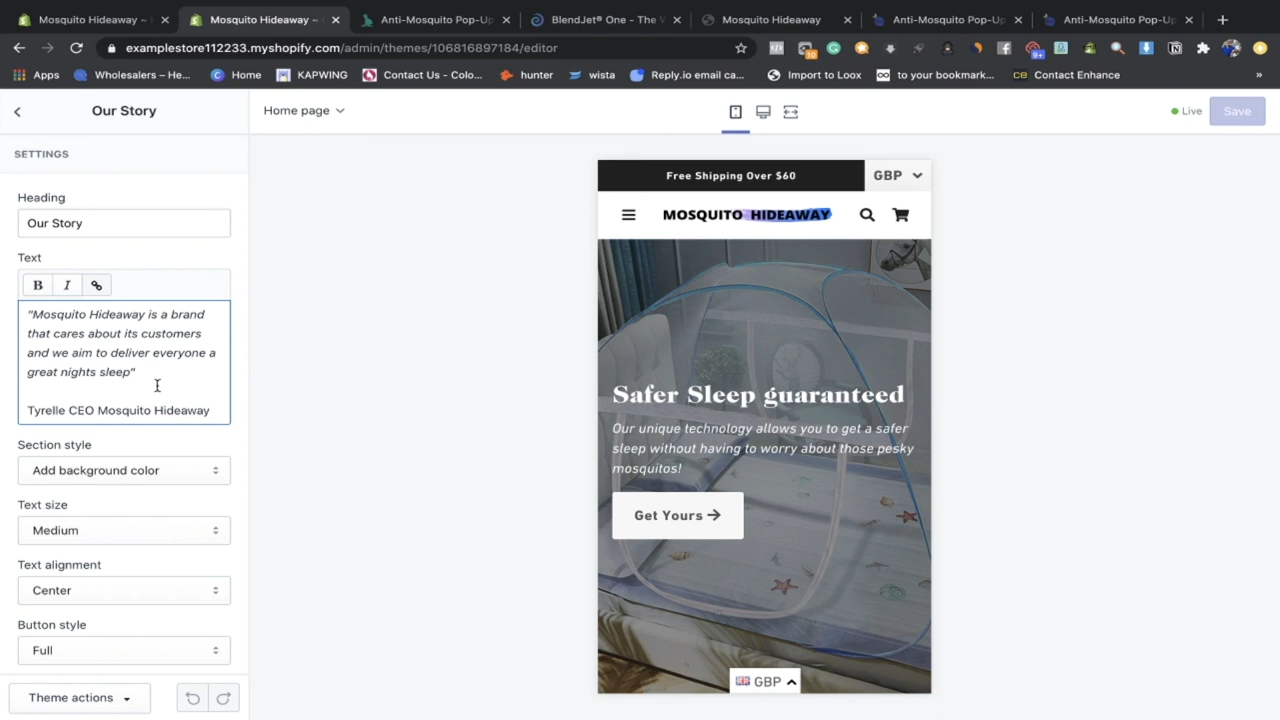 Mosquito Hideaway ~
Mosquito Hideaway ~
Anti-Mosquito Pop-Up
BlendJet® One - The
Mosquito Hideaway
Anti-Mosquito Pop-Up
Anti-Mosquito Pop-Up
examplestore112233.myshopify.com/admin/themes/106816897184/editor
30
9+
Apps
Wholesalers – He...
Home
KAPWING
Contact Us - Colo...
hunter
wista
Reply.io email ca...
Import to Loox
to your bookmark...
CB Contact Enhance
»
Our Story
Home page
Live
Save
SETTINGS
Heading
Our Story
Text
B I
"Mosquito Hideaway is a brand
that cares about its customers
and we aim to deliver everyone a
great nights sleep"
Tyrelle CEO Mosquito Hideaway
Section style
Add background color
Text size
Medium
Text alignment
Center
Button style
Full
Theme actions
Free Shipping Over $60
GBP
MOSQUITO HIDEAWAY
Safer Sleep guaranteed
Our unique technology allows you to get a safer
sleep without having to worry about those pesky
mosquitos!
Get Yours →
GBP